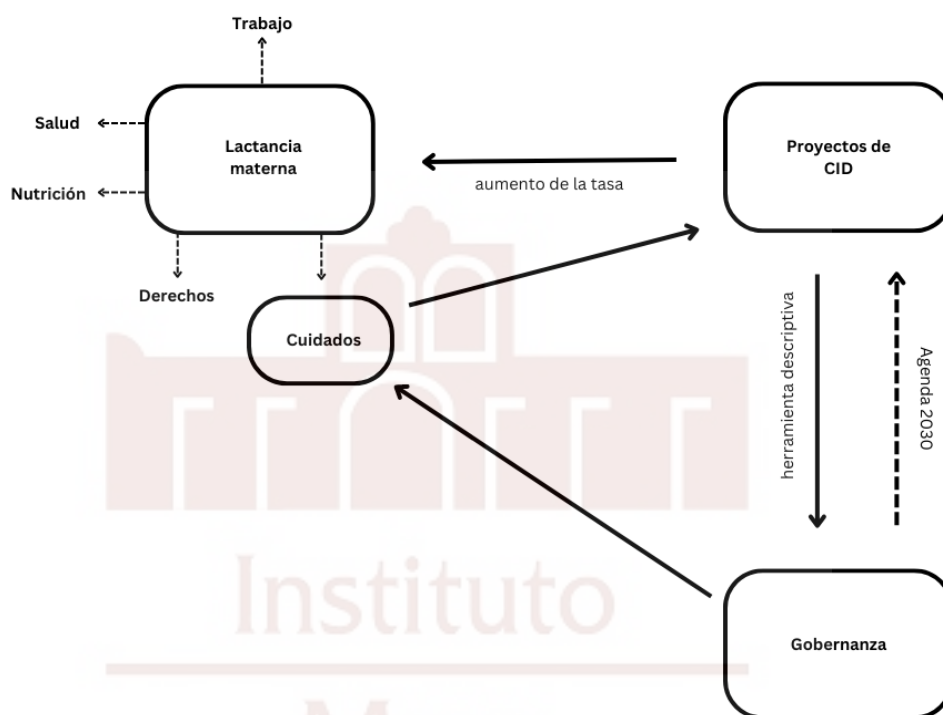 Trabajo
Salud
Nutrición
Lactancia
materna
Derechos
Cuidados
aumento de la tasa
Proyectos de
CID
herramienta descriptiva
Agenda 2030
Gobernanza
Instituto